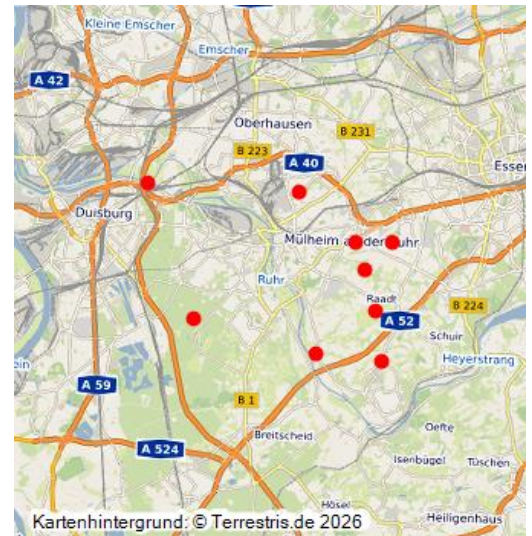 Kleine Emscher
Emscher
A 42
Oberhausen
B 231
B 223
A 40
Essen
Duisburg
Mülheim an der Ruhr
Ruhr
Raadt
B 224
A 52
Schuir
Heyerstrang
A 59
B 1
Oefte
Breitscheid
A 524
Isenbügel
Tüschen
Hösel
Heiligenhaus
Kartenhintergrund: © Terrestris.de 2026